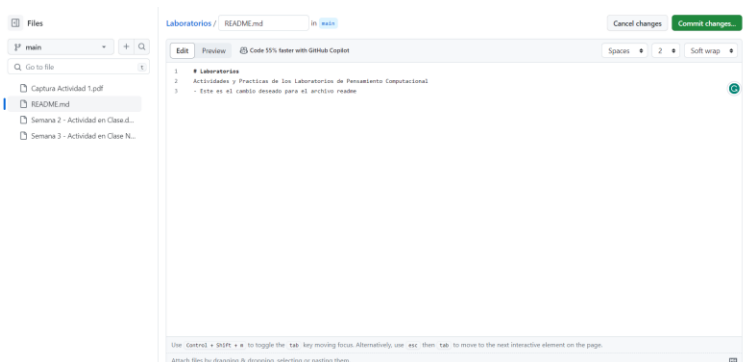 Files
main
Go to file
t
Captura Actividad 1.pdf
README.md
Semana 2 - Actividad en Clase.d...
Semana 3 - Actividad en Clase N...
Laboratorios / README.md in main
Cancel changes
Commit changes...
Edit
Preview
Code 55% faster with GitHub Copilot
Spaces
2
Soft wrap
1 # Laboratorios
2 Actividades y Practicas de los Laboratorios de Pensamiento Computacional
3 - Este es el cambio deseado para el archivo readme
Use Control + Shift + m to toggle the tab key moving focus. Alternatively, use esc then tab to move to the next interactive element on the page.
Attach files by dragging & dropping, selecting or pasting them.